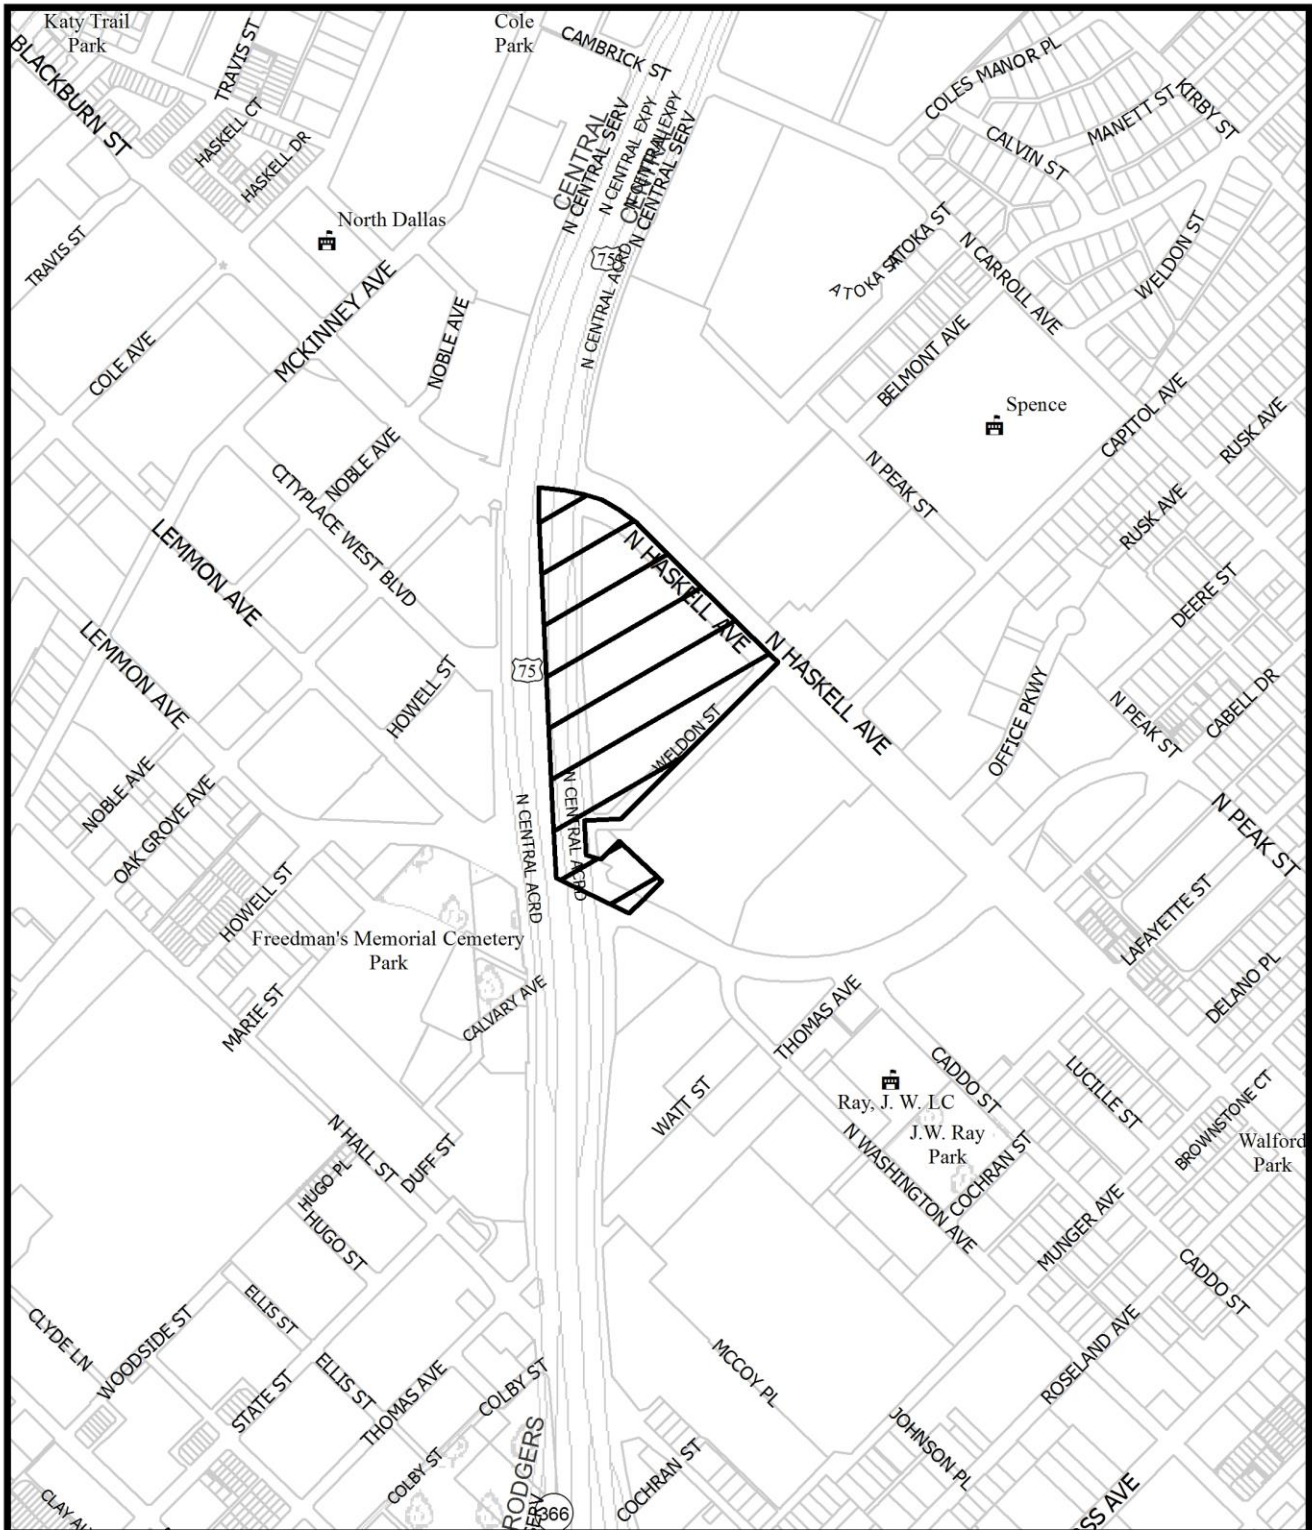 Katy Trail
Park
Cole
Park
BLACKBURN ST
TRAVIS ST
CAMBRICK ST
COLES MANOR PL
KIRBY ST
MANETT ST
CALVIN ST
HASKELL CT
HASKELL DR
CENTRAL
N CENTRAL SERV
N CENTRAL EXPY
N CENTRAL SERV
North Dallas
75
N CENTRAL ACRD
TRAVIS ST
ATOKA ST
ATOKA ST
N CARROLL AVE
WELDON ST
MCKINNEY AVE
NOBLE AVE
COLE AVE
BELMONT AVE
Spence
CAPITOL AVE
RUSK AVE
NOBLE AVE
CITYPLACE WEST BLVD
N PEAK ST
RUSK AVE
LEMMON AVE
N HASKELL AVE
DEERE ST
LEMMON AVE
75
N HASKELL AVE
HOWELL ST
OFFICE PKWY
N PEAK ST
CABELL DR
WELDON ST
NOBLE AVE
OAK GROVE AVE
N CENTRAL ACRD
N CENTRAL ACRD
N PEAK ST
HOWELL ST
LAFAYETTE ST
Freedman's Memorial Cemetery
Park
DELANO PL
MARIE ST
CALVARY AVE
THOMAS AVE
CADDO ST
LUCILLE ST
WATT ST
Ray, J. W. LC
J.W. Ray
Park
BROWNSTONE CT
Walford
Park
N HALL ST
DUFF ST
HUGO PL
HUGO ST
N WASHINGTON AVE
COCHRAN ST
MUNGER AVE
CADDO ST
ELLIS ST
CLYDE LN
WOODSIDE ST
ELLIS ST
STATE ST
THOMAS AVE
COLBY ST
MCCOY PL
ROSELAND AVE
COLBY ST
RODGERS
SERV
366
COCHRAN ST
JOHNSON PL
SS AVE
CLAY AL